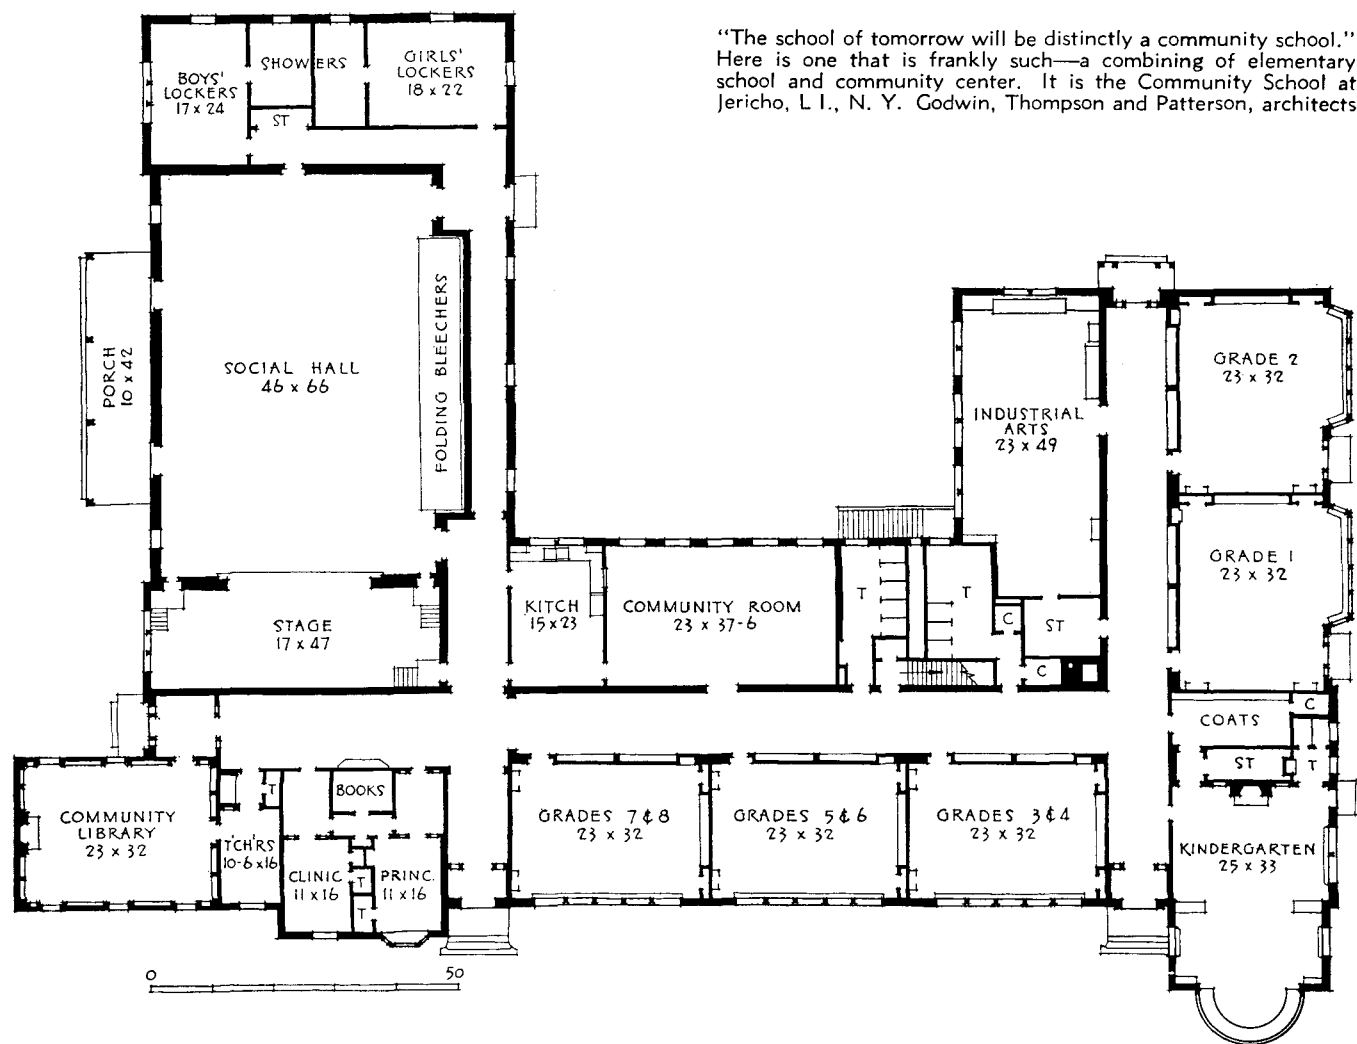 “The school of tomorrow will be distinctly a community school.”
Here is one that is frankly such—a combining of elementary
school and community center. It is the Community School at
Jericho, L I., N. Y. Godwin, Thompson and Patterson, architects
BOYS'
LOCKERS
17 x 24
SHOWERS
ST
GIRLS'
LOCKERS
18 x 22
PORCH
10 x 42
SOCIAL HALL
46 x 66
FOLDING BLEECHERS
STAGE
17 x 47
KITCH
15 x 23
COMMUNITY ROOM
23 x 37-6
T
T
C
ST
C
INDUSTRIAL
ARTS
23 x 49
GRADE 2
23 x 32
GRADE 1
23 x 32
COATS
C
ST
T
KINDERGARTEN
25 x 33
COMMUNITY
LIBRARY
23 x 32
T
T'CH'RS
10-6 x 16
BOOKS
CLINIC
11 x 16
T
T
PRINC.
11 x 16
GRADES 7 & 8
23 x 32
GRADES 5 & 6
23 x 32
GRADES 3 & 4
23 x 32
0
50